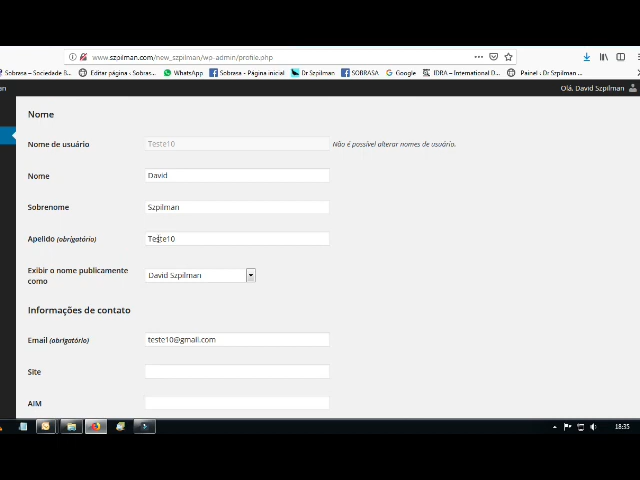 www.szpilman.com/now_szpilman/wp-admin/profile.php
Sobrasa – Sociedade B... Editar página ‹ Sobras... WhatsApp Sobrasa - Página inicial Dr Szpilman SOBRASA Google IDRA – International D... Painel ‹ Dr Szpilman ...
Olá, David Szpilman
Nome
Nome de usuário Teste10 Não é possível alterar nomes de usuário.
Nome David
Sobrenome Szpilman
Apelido (obrigatório) Teste10
Exibir o nome publicamente
como
David Szpilman
Informações de contato
Email (obrigatório) teste10@gmail.com
Site
AIM
18:35